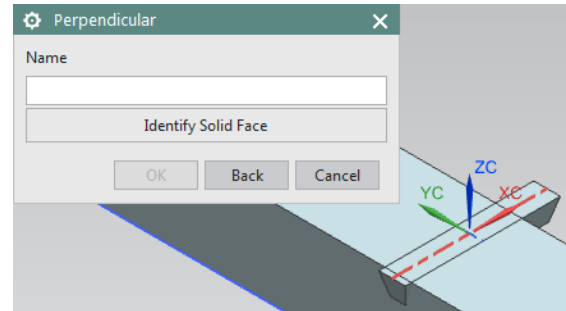 Perpendicular
Name
Identify Solid Face
OK Back Cancel
ZC
YC XC